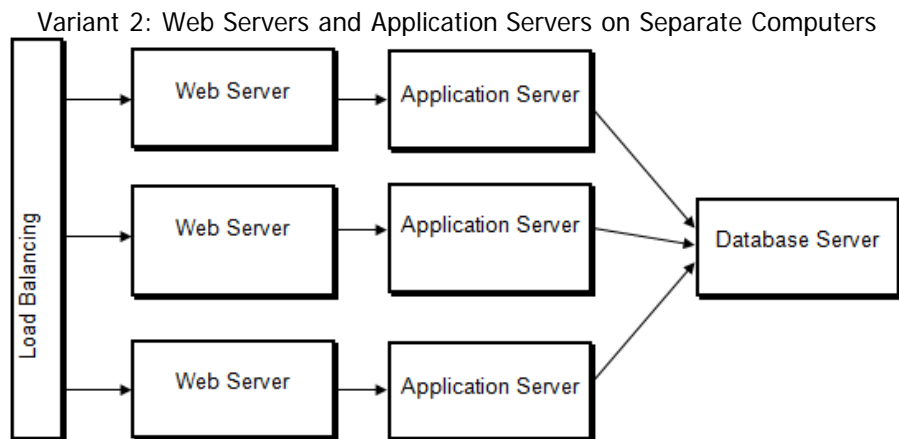 Variant 2: Web Servers and Application Servers on Separate Computers
Load Balancing
Web Server
Application Server
Web Server
Application Server
Database Server
Web Server
Application Server